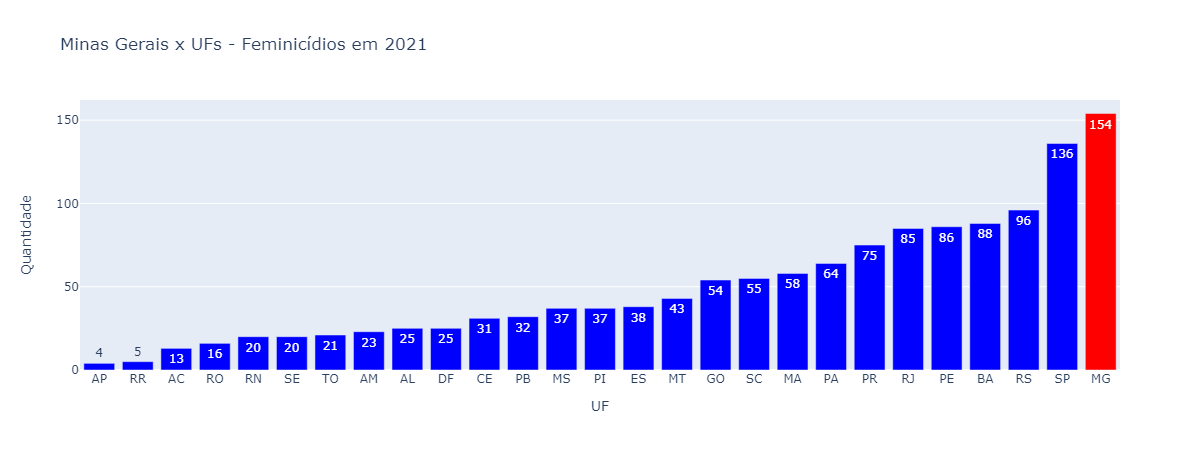 Minas Gerais x UFs - Feminicídios em 2021
Quantidade
150
100
50
0
4 5 13 16 20 20 21 23 25 25 31 32 37 37 38 43 54 55 58 64 75 85 86 88 96 136 154
AP RR AC RO RN SE TO AM AL DF CE PB MS PI ES MT GO SC MA PA PR RJ PE BA RS SP MG
UF